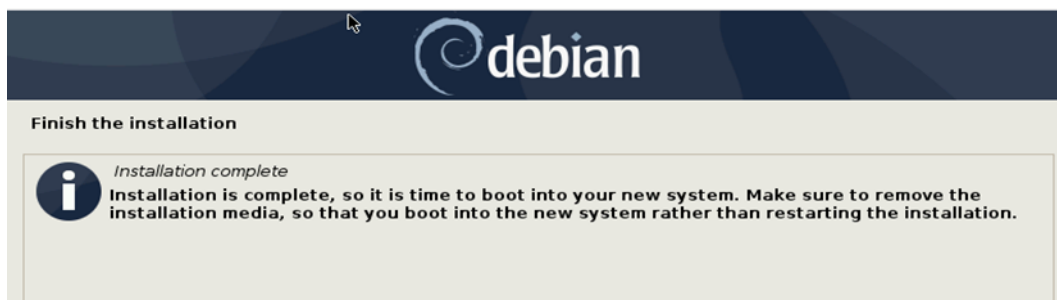 debian
Finish the installation
Installation complete
Installation is complete, so it is time to boot into your new system. Make sure to remove the
installation media, so that you boot into the new system rather than restarting the installation.